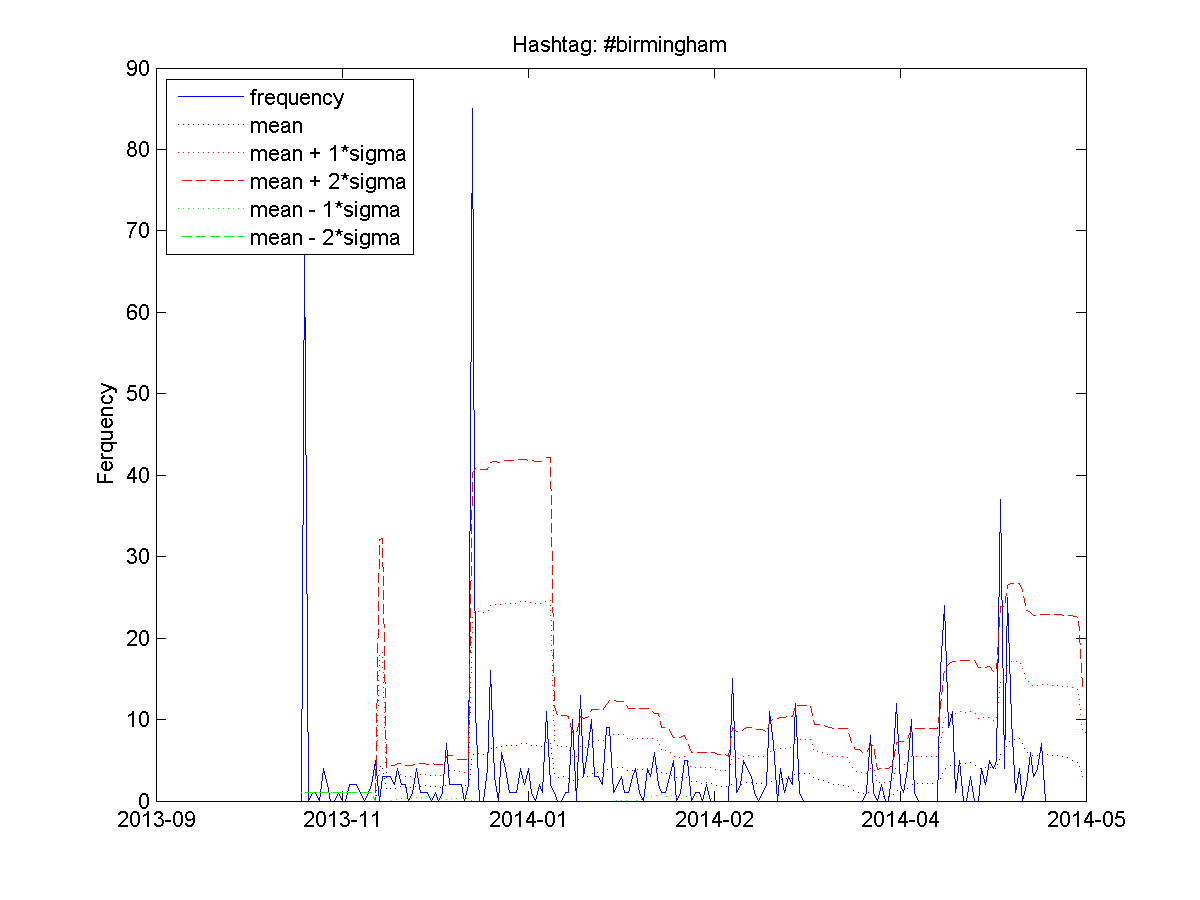 Hashtag: #birmingham
90
80
70
60
50
40
30
20
10
0
Ferquency
frequency
mean
mean + 1*sigma
mean + 2*sigma
mean - 1*sigma
mean - 2*sigma
2013-09 2013-11 2014-01 2014-02 2014-04 2014-05